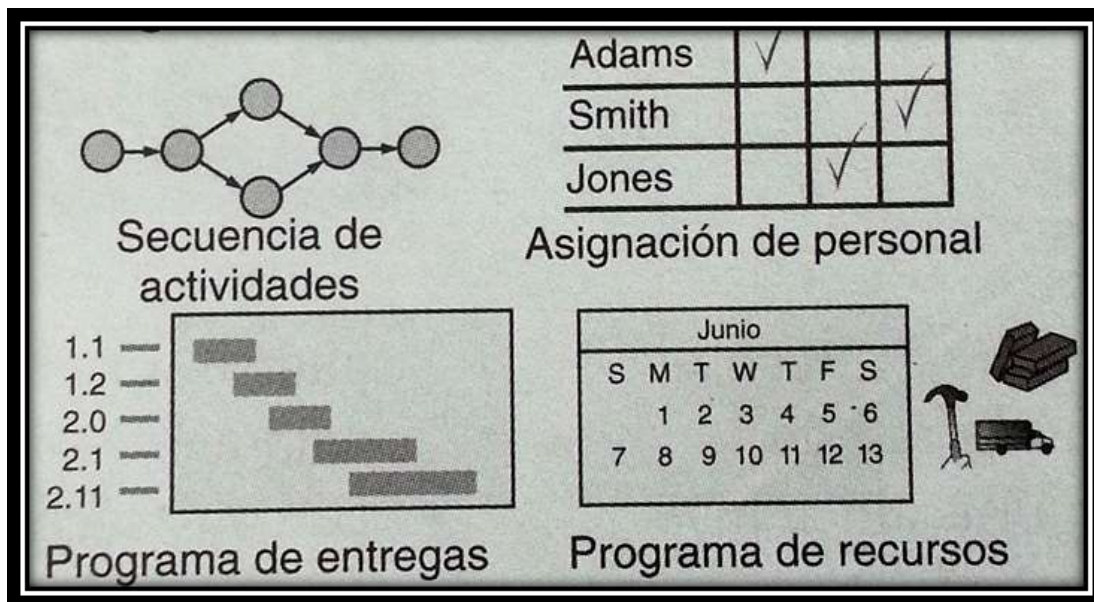 Adams
Smith
Jones
Secuencia de
actividades
Asignación de personal
1.1
1.2
2.0
2.1
2.11
Programa de entregas
Junio
S M T W T F S
1 2 3 4 5 6
7 8 9 10 11 12 13
Programa de recursos